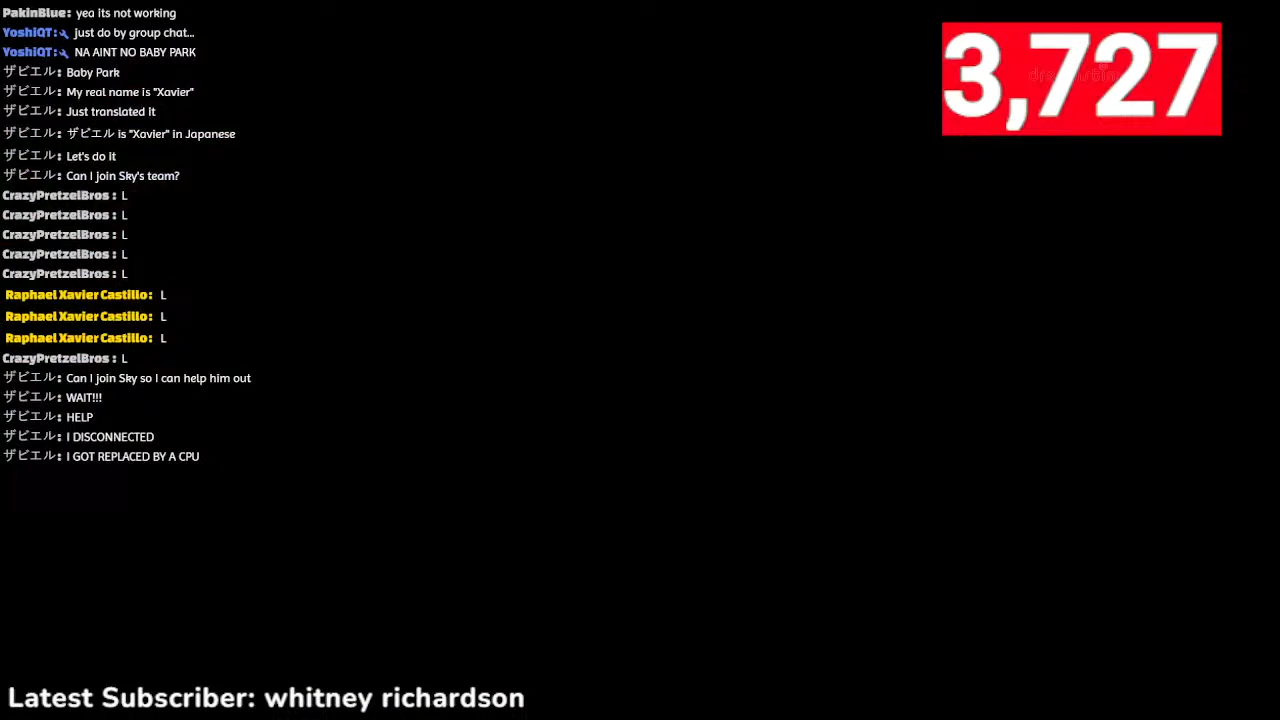 PakinBlue: yea its not working
YoshiQT: just do by group chat...
YoshiQT: NA AINT NO BABY PARK
ザビエル: Baby Park
ザビエル: My real name is "Xavier"
ザビエル: Just translated it
ザビエル: ザビエル is "Xavier" in Japanese
ザビエル: Let's do it
ザビエル: Can I join Sky's team?
CrazyPretzelBros : L
CrazyPretzelBros : L
CrazyPretzelBros : L
CrazyPretzelBros : L
CrazyPretzelBros : L
Raphael Xavier Castillo: L
Raphael Xavier Castillo: L
Raphael Xavier Castillo: L
CrazyPretzelBros : L
ザビエル: Can I join Sky so I can help him out
ザビエル: WAIT!!!
ザビエル: HELP
ザビエル: I DISCONNECTED
ザビエル: I GOT REPLACED BY A CPU
3,727
Latest Subscriber: whitney richardson